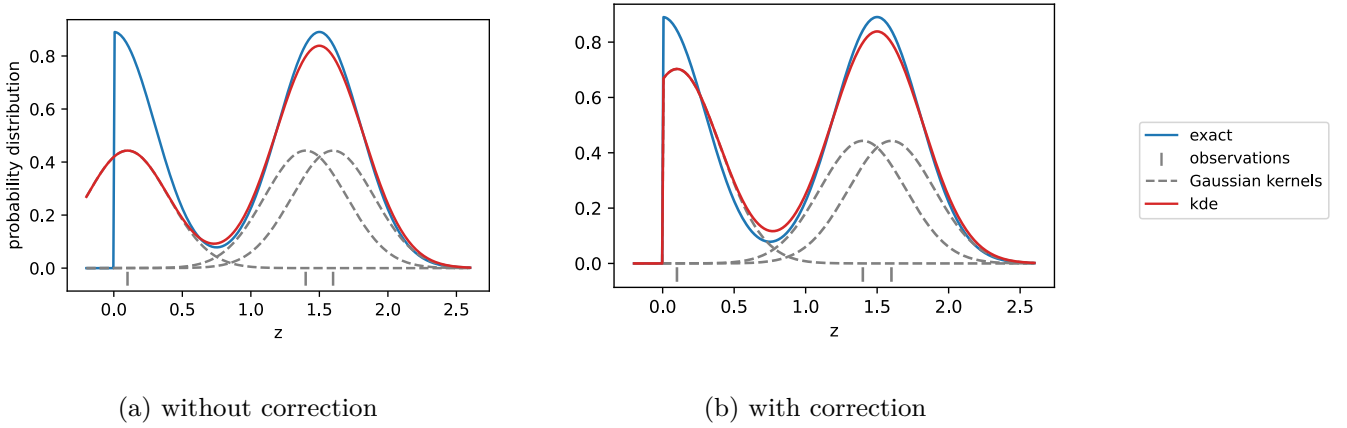 probability distribution
0.8
0.6
0.4
0.2
0.0
0.0 0.5 1.0 1.5 2.0 2.5
z
(a) without correction
0.8
0.6
0.4
0.2
0.0
0.0 0.5 1.0 1.5 2.0 2.5
z
(b) with correction
exact
observations
Gaussian kernels
kde